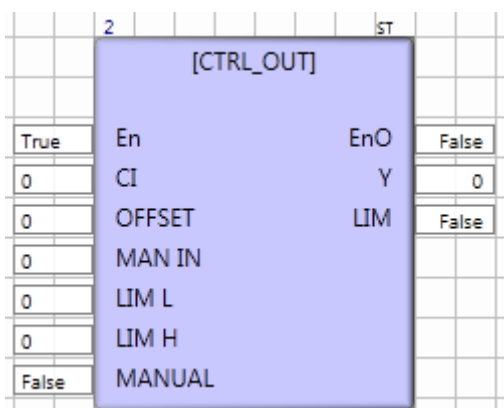 2 ST
[CTRL_OUT]
True En EnO False
0 CI Y 0
0 OFFSET LIM False
0 MAN IN
0 LIM L
0 LIM H
False MANUAL